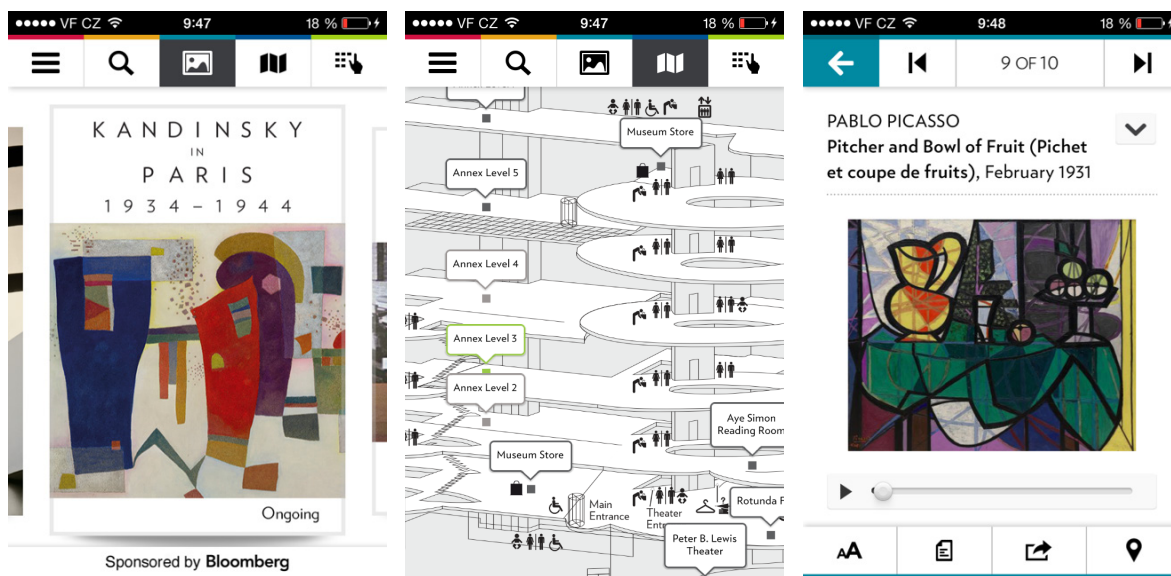 VF CZ 9:47 18 %
KANDINSKY
IN
PARIS
1934–1944
Ongoing
Sponsored by Bloomberg
VF CZ 9:47 18 %
Museum Store
Annex Level 5
Annex Level 4
Annex Level 3
Annex Level 2
Aye Simon
Reading Room
Museum Store
Main
Entrance
Theater
Rotunda F
Peter B. Lewis
Theater
VF CZ 9:48 18 %
9 OF 10
PABLO PICASSO
Pitcher and Bowl of Fruit (Pichet
et coupe de fruits), February 1931
AA